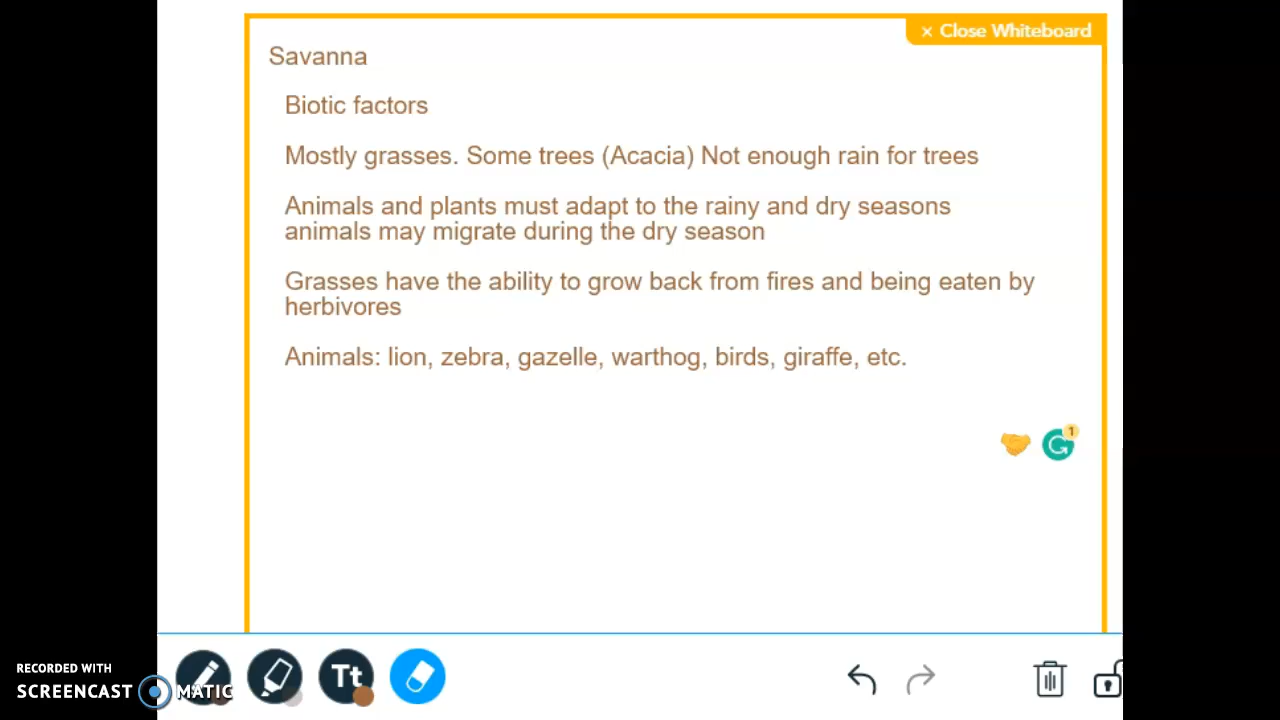 × Close Whiteboard
Savanna
Biotic factors
Mostly grasses. Some trees (Acacia) Not enough rain for trees
Animals and plants must adapt to the rainy and dry seasons
animals may migrate during the dry season
Grasses have the ability to grow back from fires and being eaten by
herbivores
Animals: lion, zebra, gazelle, warthog, birds, giraffe, etc.
1
Tt
RECORDED WITH
SCREENCAST MATIC